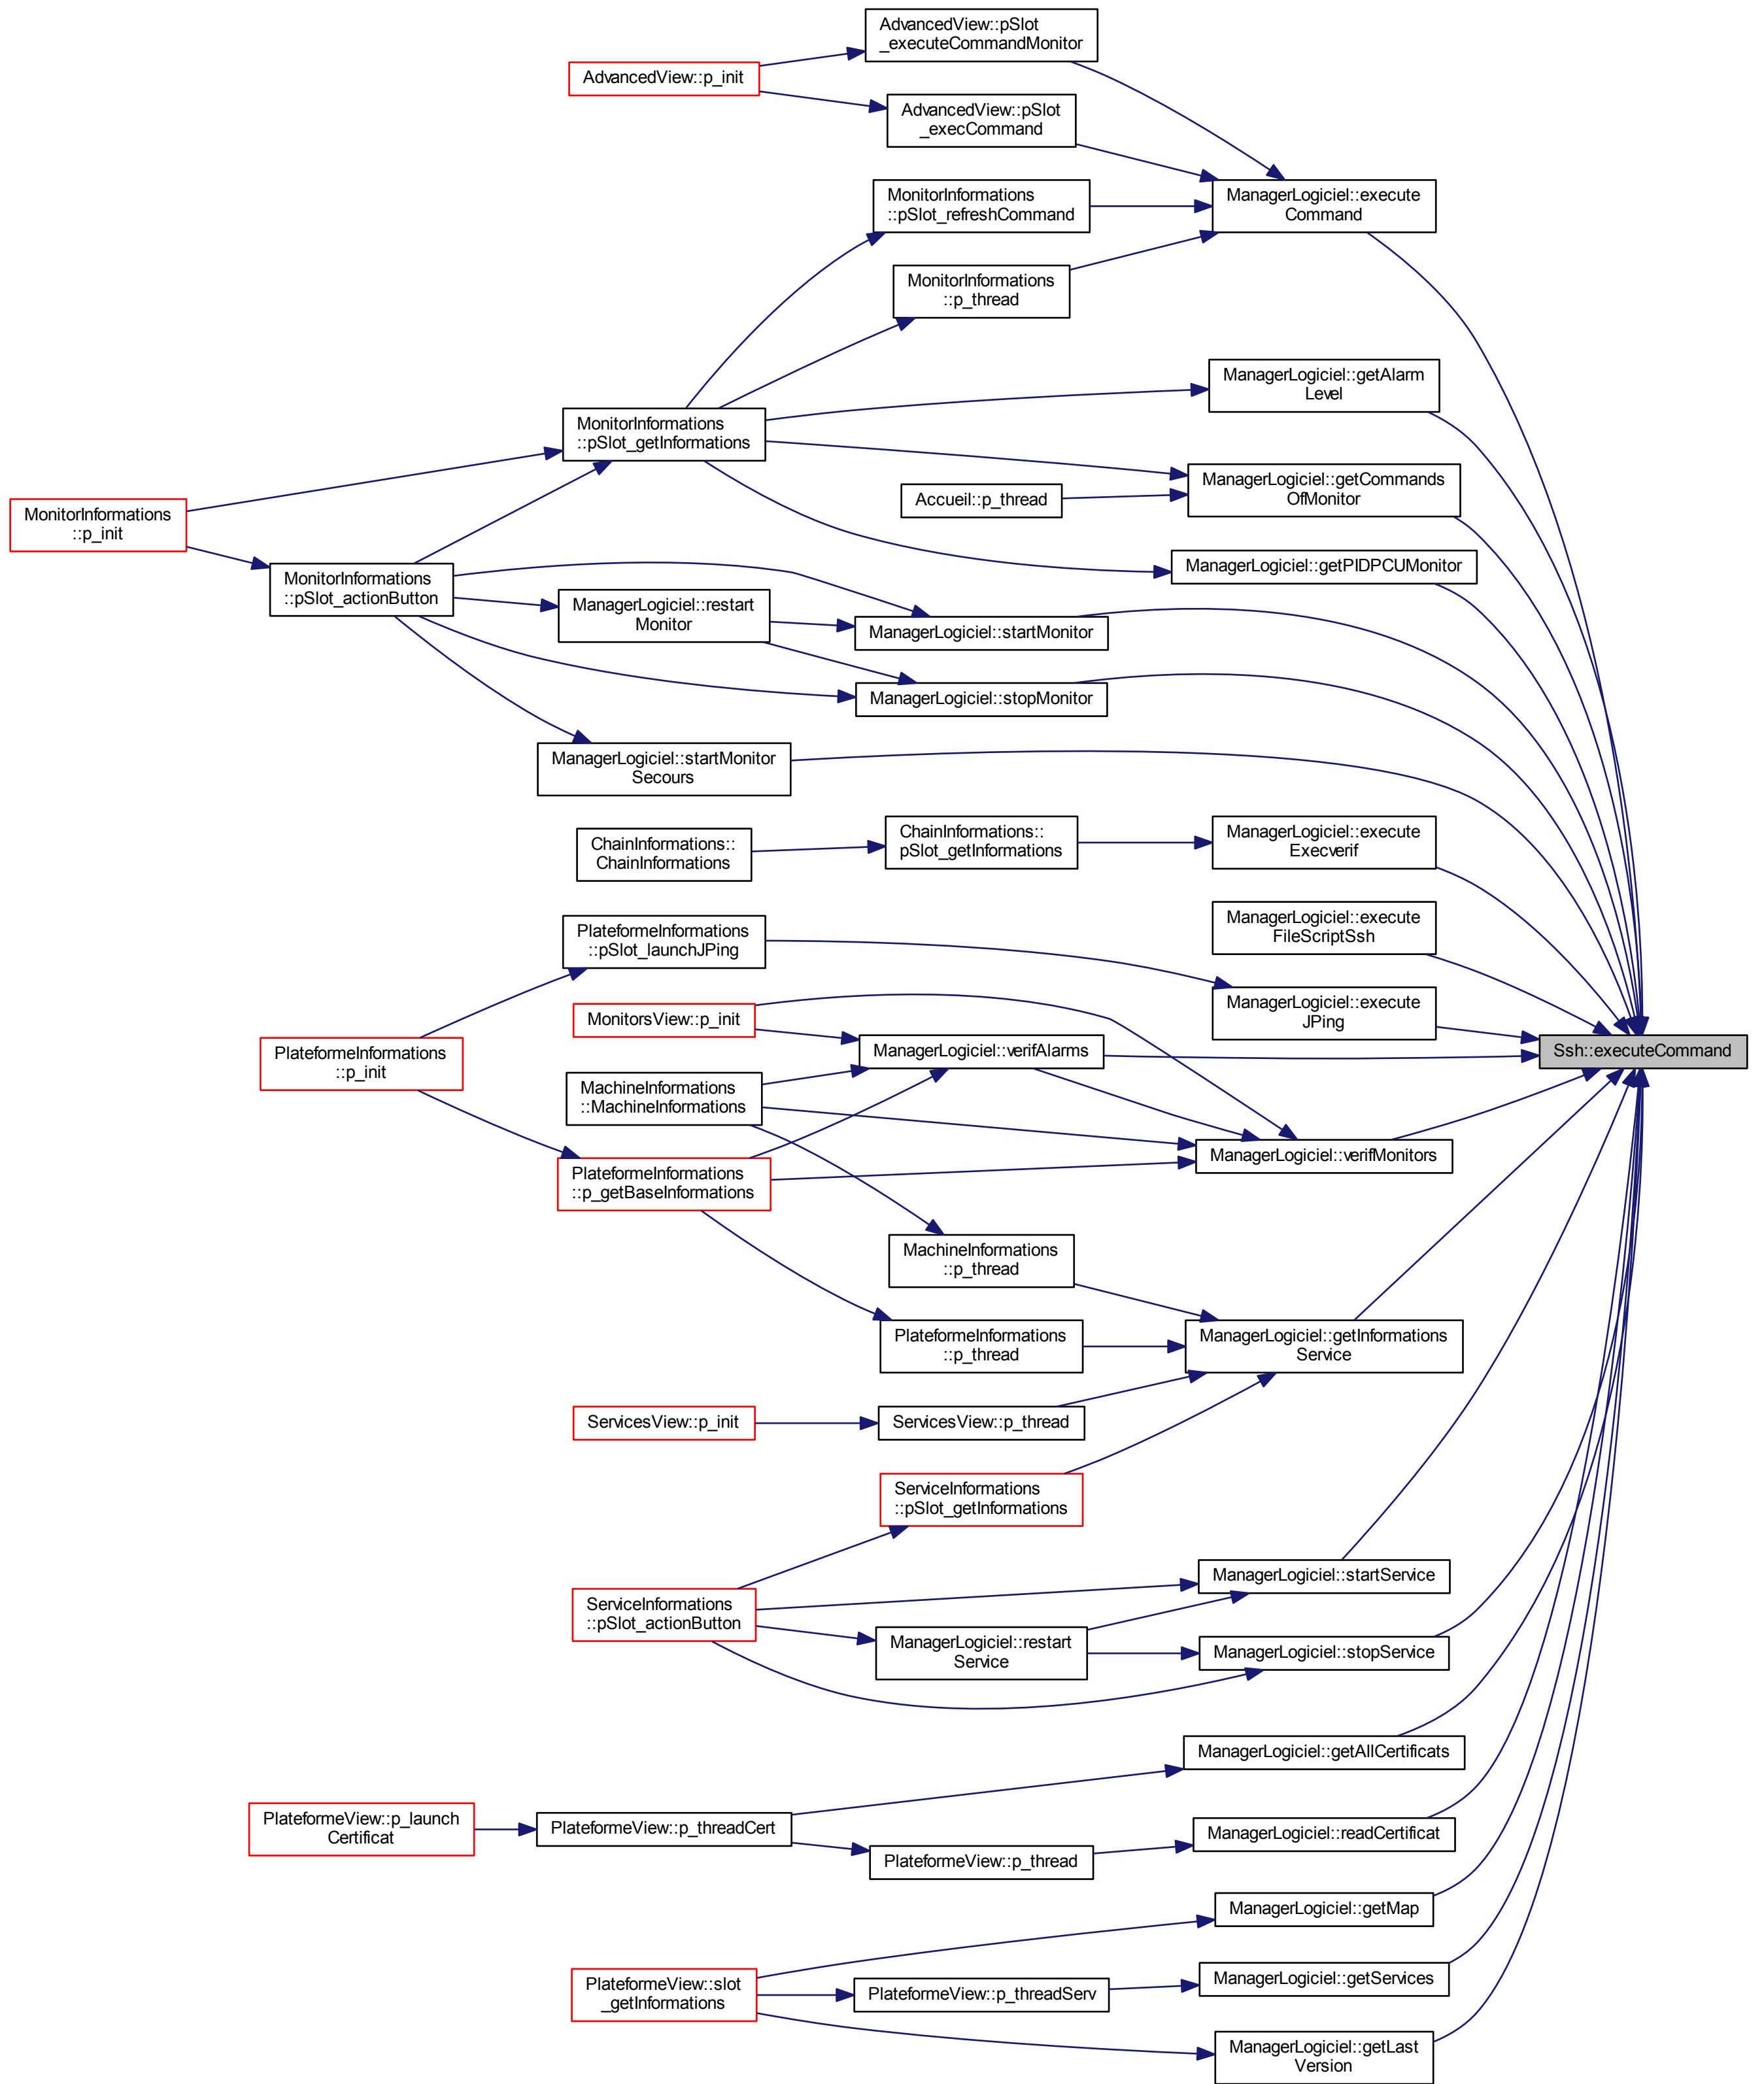 AdvancedView::pSlot
_executeCommandMonitor
AdvancedView::p_init
AdvancedView::pSlot
_execCommand
MonitorInformations
::pSlot_refreshCommand
ManagerLogiciel::execute
Command
MonitorInformations
::p_thread
ManagerLogiciel::getAlarm
Level
MonitorInformations
::pSlot_getInformations
ManagerLogiciel::getCommands
OfMonitor
Accueil::p_thread
MonitorInformations
::p_init
ManagerLogiciel::getPIDPCUMonitor
MonitorInformations
::pSlot_actionButton
ManagerLogiciel::restart
Monitor
ManagerLogiciel::startMonitor
ManagerLogiciel::stopMonitor
ManagerLogiciel::startMonitor
Secours
ChainInformations::
ChainInformations
ChainInformations::
pSlot_getInformations
ManagerLogiciel::execute
Execverif
ManagerLogiciel::execute
FileScriptSsh
PlateformeInformations
::pSlot_launchJPing
ManagerLogiciel::execute
JPing
MonitorsView::p_init
PlateformeInformations
::p_init
ManagerLogiciel::verifAlarms
Ssh::executeCommand
MachineInformations
::MachineInformations
ManagerLogiciel::verifMonitors
PlateformeInformations
::p_getBaseInformations
MachineInformations
::p_thread
PlateformeInformations
::p_thread
ManagerLogiciel::getInformations
Service
ServicesView::p_init
ServicesView::p_thread
ServiceInformations
::pSlot_getInformations
ManagerLogiciel::startService
ServiceInformations
::pSlot_actionButton
ManagerLogiciel::restart
Service
ManagerLogiciel::stopService
ManagerLogiciel::getAllCertificats
PlateformeView::p_launch
Certificat
PlateformeView::p_threadCert
ManagerLogiciel::readCertificat
PlateformeView::p_thread
ManagerLogiciel::getMap
PlateformeView::slot
_getInformations
PlateformeView::p_threadServ
ManagerLogiciel::getServices
ManagerLogiciel::getLast
Version